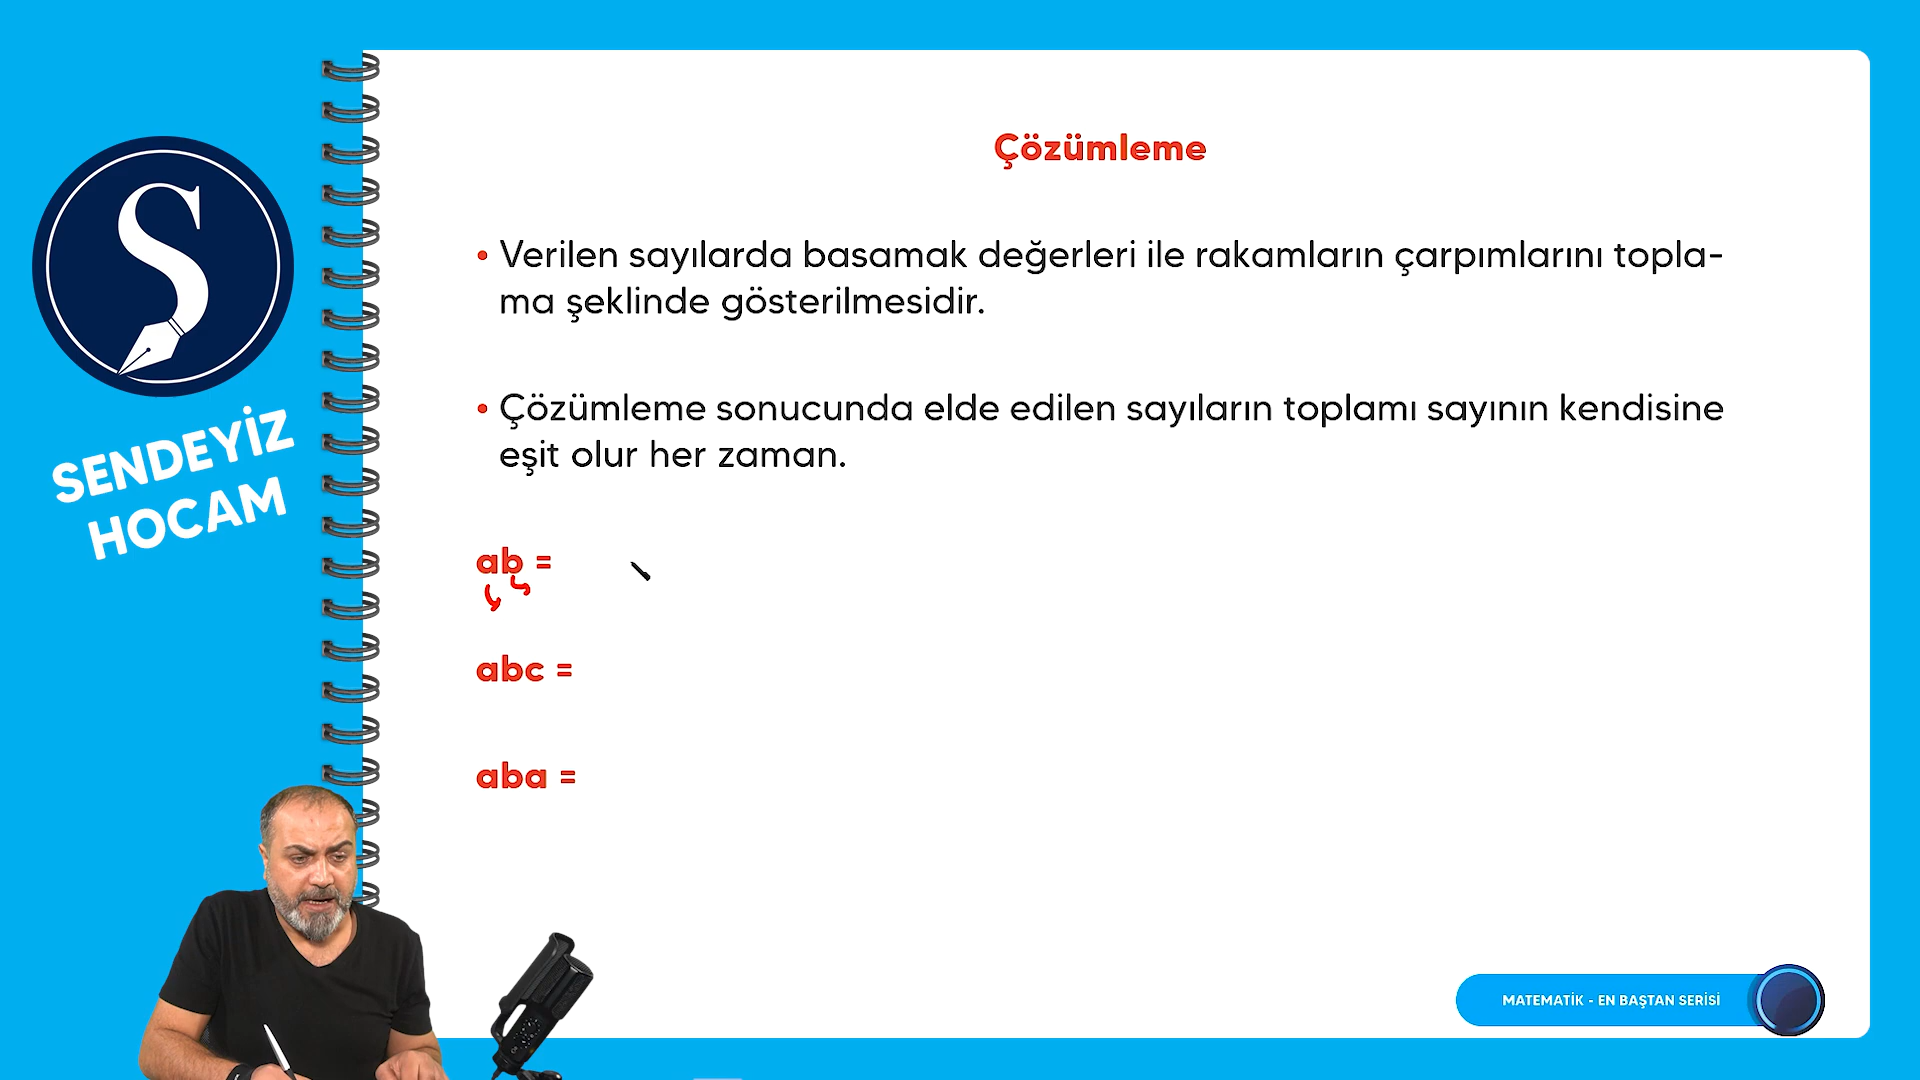 S
SENDEYİZ
HOCAM
Çözümleme
• Verilen sayılarda basamak değerleri ile rakamların çarpımlarını topla-
ma şeklinde gösterilmesidir.
• Çözümleme sonucunda elde edilen sayıların toplamı sayının kendisine
eşit olur her zaman.
ab =
abc =
aba =
MATEMATİK - EN BAŞTAN SERİSİ